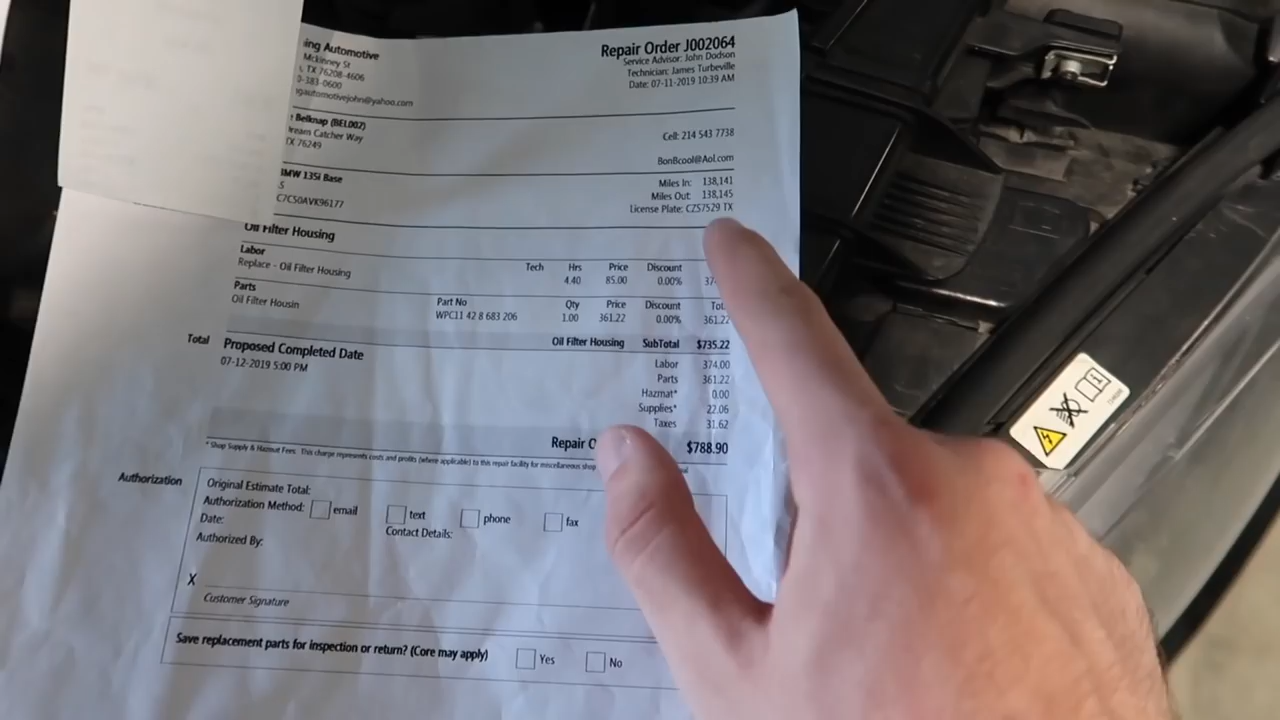 ing Automotive
Mckinney St
TX 76208-4606
-383-0600
gautomotivejohn@yahoo.com
Repair Order J002064
Service Advisor: John Dodson
Technician: James Turbeville
Date: 07-11-2019 10:39 AM
Belknap (BEL002)
Dream Catcher Way
TX 76249
Cell: 214 543 7738
BonBcool@Aol.com
BMW 135i Base
C7C50AVK96177
Miles In: 138,141
Miles Out: 138,145
License Plate: CZS7529 TX
Oil Filter Housing
Labor Tech Hrs Price Discount
Replace - Oil Filter Housing 4.40 85.00 0.00% 37
Parts Part No Qty Price Discount Tot
Oil Filter Housin WPC11 42 8 683 206 1.00 361.22 0.00% 361.22
Oil Filter Housing SubTotal $735.22
Total Proposed Completed Date
07-12-2019 5:00 PM
Labor 374.00
Parts 361.22
Hazmat* 0.00
Supplies* 22.06
Taxes 31.62
Repair O $788.90
* Shop Supply & Hazmat Fees: This charge represents costs and profits (where applicable) to this repair facility for miscellaneous shop
Authorization
Original Estimate Total:
Authorization Method: email text phone fax
Date: Contact Details:
Authorized By:
X
Customer Signature
Save replacement parts for inspection or return? (Core may apply) Yes No